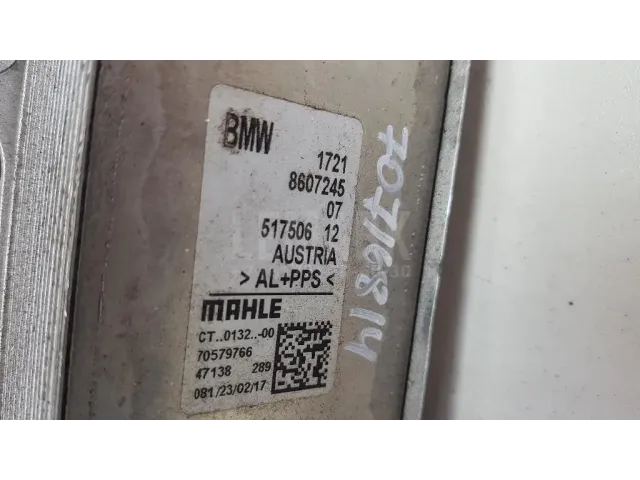 BMW
1721
8607245
07
517506 12
AUSTRIA
> AL+PPS <
MAHLE
CT..0132..-00
70579766
47138 289
081/23/02/17